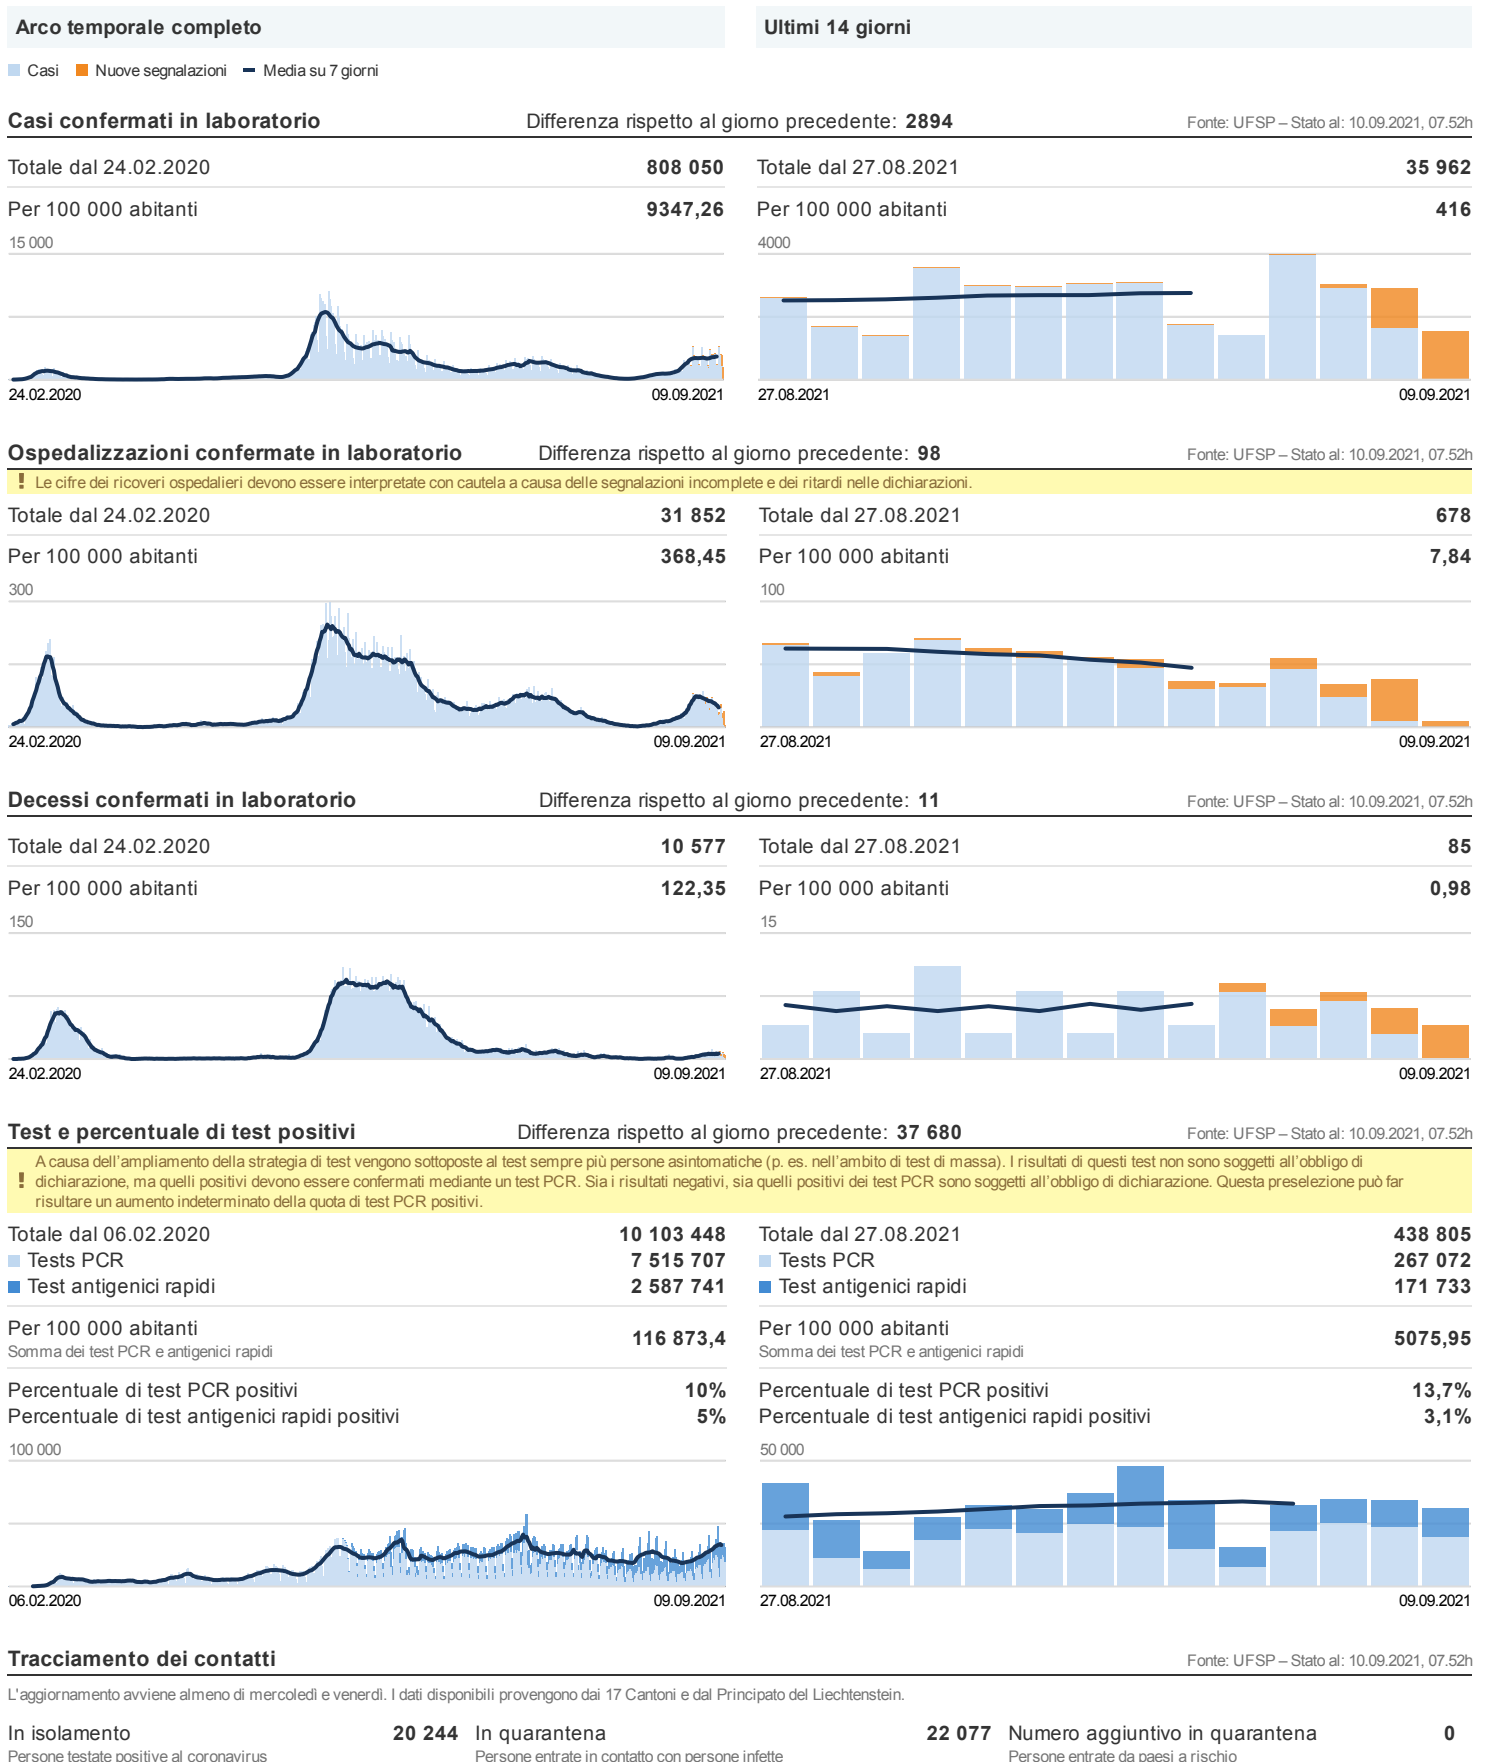 Arco temporale completo
Ultimi 14 giorni
Casi Nuove segnalazioni Media su 7 giorni
Casi confermati in laboratorio Differenza rispetto al giorno precedente: 2894 Fonte: UFSP – Stato al: 10.09.2021, 07.52h
Totale dal 24.02.2020 808 050
Per 100 000 abitanti 9347,26
15 000
24.02.2020 09.09.2021
Totale dal 27.08.2021 35 962
Per 100 000 abitanti 416
4000
27.08.2021 09.09.2021
Ospedalizzazioni confermate in laboratorio Differenza rispetto al giorno precedente: 98 Fonte: UFSP – Stato al: 10.09.2021, 07.52h
! Le cifre dei ricoveri ospedalieri devono essere interpretate con cautela a causa delle segnalazioni incomplete e dei ritardi nelle dichiarazioni.
Totale dal 24.02.2020 31 852
Per 100 000 abitanti 368,45
300
24.02.2020 09.09.2021
Totale dal 27.08.2021 678
Per 100 000 abitanti 7,84
100
27.08.2021 09.09.2021
Decessi confermati in laboratorio Differenza rispetto al giorno precedente: 11 Fonte: UFSP – Stato al: 10.09.2021, 07.52h
Totale dal 24.02.2020 10 577
Per 100 000 abitanti 122,35
150
24.02.2020 09.09.2021
Totale dal 27.08.2021 85
Per 100 000 abitanti 0,98
15
27.08.2021 09.09.2021
Test e percentuale di test positivi Differenza rispetto al giorno precedente: 37 680 Fonte: UFSP – Stato al: 10.09.2021, 07.52h
A causa dell'ampliamento della strategia di test vengono sottoposte al test sempre più persone asintomatiche (p. es. nell'ambito di test di massa). I risultati di questi test non sono soggetti all'obbligo di
! dichiarazione, ma quelli positivi devono essere confermati mediante un test PCR. Sia i risultati negativi, sia quelli positivi dei test PCR sono soggetti all'obbligo di dichiarazione. Questa preselezione può far
risultare un aumento indeterminato della quota di test PCR positivi.
Totale dal 06.02.2020 10 103 448
Tests PCR 7 515 707
Test antigenici rapidi 2 587 741
Per 100 000 abitanti 116 873,4
Somma dei test PCR e antigenici rapidi
Percentuale di test PCR positivi 10%
Percentuale di test antigenici rapidi positivi 5%
100 000
06.02.2020 09.09.2021
Totale dal 27.08.2021 438 805
Tests PCR 267 072
Test antigenici rapidi 171 733
Per 100 000 abitanti 5075,95
Somma dei test PCR e antigenici rapidi
Percentuale di test PCR positivi 13,7%
Percentuale di test antigenici rapidi positivi 3,1%
50 000
27.08.2021 09.09.2021
Tracciamento dei contatti Fonte: UFSP – Stato al: 10.09.2021, 07.52h
L'aggiornamento avviene almeno di mercoledì e venerdì. I dati disponibili provengono dai 17 Cantoni e dal Principato del Liechtenstein.
In isolamento 20 244
Persone testate positive al coronavirus
In quarantena 22 077
Persone entrate in contatto con persone infette
Numero aggiuntivo in quarantena 0
Persone entrate da paesi a rischio